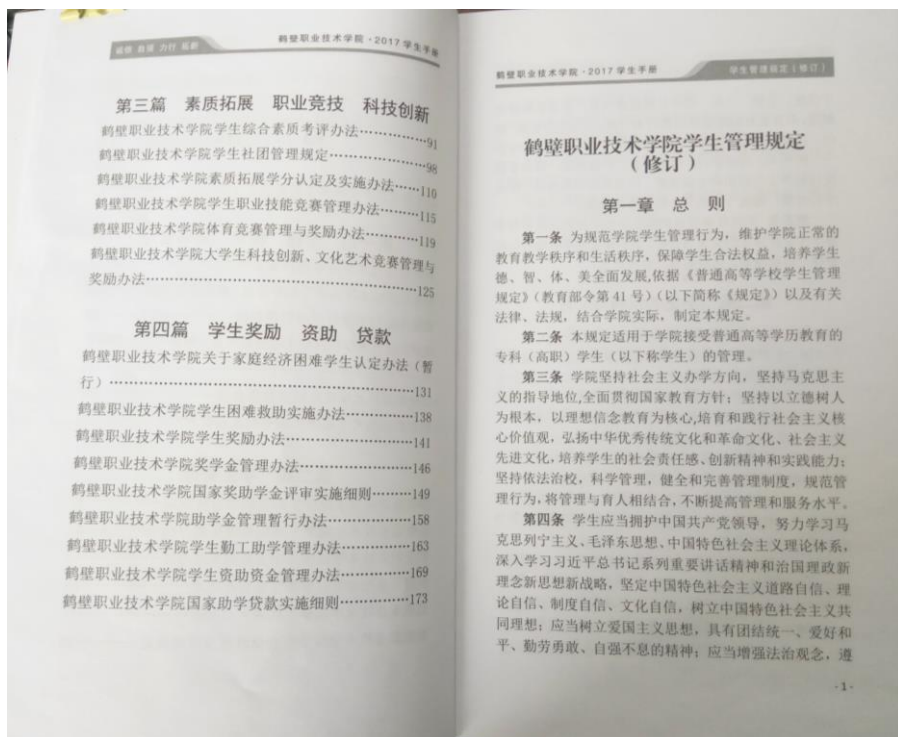 诚信 自强 力行 拓新
鹤壁职业技术学院·2017学生手册
第三篇 素质拓展 职业竞技 科技创新
鹤壁职业技术学院学生综合素质考评办法……………91
鹤壁职业技术学院学生社团管理规定……………98
鹤壁职业技术学院素质拓展学分认定及实施办法……110
鹤壁职业技术学院学生职业技能竞赛管理办法………115
鹤壁职业技术学院体育竞赛管理与奖励办法…………119
鹤壁职业技术学院大学生科技创新、文化艺术竞赛管理与
奖励办法……………………………………………125
第四篇 学生奖励 资助 贷款
鹤壁职业技术学院关于家庭经济困难学生认定办法（暂
行）……………………………………………………131
鹤壁职业技术学院学生困难救助实施办法……………138
鹤壁职业技术学院学生奖励办法………………………141
鹤壁职业技术学院奖学金管理办法……………………146
鹤壁职业技术学院国家奖助学金评审实施细则………149
鹤壁职业技术学院助学金管理暂行办法………………158
鹤壁职业技术学院学生勤工助学管理办法……………163
鹤壁职业技术学院学生资助资金管理办法……………169
鹤壁职业技术学院国家助学贷款实施细则……………173
鹤壁职业技术学院·2017学生手册
学生管理规定（修订）
鹤壁职业技术学院学生管理规定
（修订）
第一章 总 则
第一条 为规范学院学生管理行为，维护学院正常的
教育教学秩序和生活秩序，保障学生合法权益，培养学生
德、智、体、美全面发展,依据《普通高等学校学生管理
规定》（教育部令第41号）（以下简称《规定》）以及有关
法律、法规，结合学院实际，制定本规定。
第二条 本规定适用于学院接受普通高等学历教育的
专科（高职）学生（以下称学生）的管理。
第三条 学院坚持社会主义办学方向，坚持马克思主
义的指导地位,全面贯彻国家教育方针；坚持以立德树人
为根本，以理想信念教育为核心,培育和践行社会主义核
心价值观，弘扬中华优秀传统文化和革命文化、社会主义
先进文化，培养学生的社会责任感、创新精神和实践能力；
坚持依法治校，科学管理，健全和完善管理制度，规范管
理行为，将管理与育人相结合，不断提高管理和服务水平。
第四条 学生应当拥护中国共产党领导，努力学习马
克思列宁主义、毛泽东思想、中国特色社会主义理论体系，
深入学习习近平总书记系列重要讲话精神和治国理政新
理念新思想新战略，坚定中国特色社会主义道路自信、理
论自信、制度自信、文化自信，树立中国特色社会主义共
同理想；应当树立爱国主义思想，具有团结统一、爱好和
平、勤劳勇敢、自强不息的精神；应当增强法治观念，遵
·1·